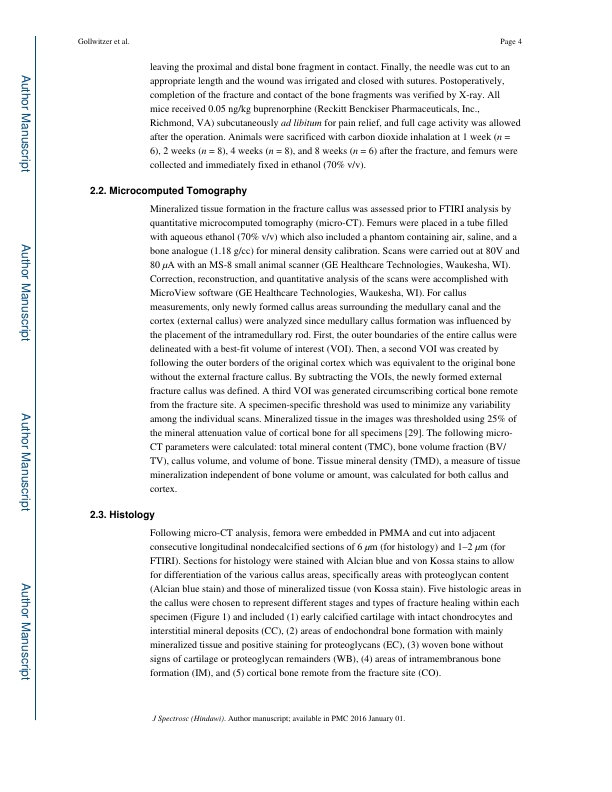 Gollwitzer et al.
Page 4
leaving the proximal and distal bone fragment in contact. Finally, the needle was cut to an
appropriate length and the wound was irrigated and closed with sutures. Postoperatively,
completion of the fracture and contact of the bone fragments was verified by X-ray. All
mice received 0.05 ng/kg buprenorphine (Reckitt Benckiser Pharmaceuticals, Inc.,
Richmond, VA) subcutaneously ad libitum for pain relief, and full cage activity was allowed
after the operation. Animals were sacrificed with carbon dioxide inhalation at 1 week (n =
6), 2 weeks (n = 8), 4 weeks (n = 8), and 8 weeks (n = 6) after the fracture, and femurs were
collected and immediately fixed in ethanol (70% v/v).
2.2. Microcomputed Tomography
Mineralized tissue formation in the fracture callus was assessed prior to FTIRI analysis by
quantitative microcomputed tomography (micro-CT). Femurs were placed in a tube filled
with aqueous ethanol (70% v/v) which also included a phantom containing air, saline, and a
bone analogue (1.18 g/cc) for mineral density calibration. Scans were carried out at 80V and
80 μA with an MS-8 small animal scanner (GE Healthcare Technologies, Waukesha, WI).
Correction, reconstruction, and quantitative analysis of the scans were accomplished with
MicroView software (GE Healthcare Technologies, Waukesha, WI). For callus
measurements, only newly formed callus areas surrounding the medullary canal and the
cortex (external callus) were analyzed since medullary callus formation was influenced by
the placement of the intramedullary rod. First, the outer boundaries of the entire callus were
delineated with a best-fit volume of interest (VOI). Then, a second VOI was created by
following the outer borders of the original cortex which was equivalent to the original bone
without the external fracture callus. By subtracting the VOIs, the newly formed external
fracture callus was defined. A third VOI was generated circumscribing cortical bone remote
from the fracture site. A specimen-specific threshold was used to minimize any variability
among the individual scans. Mineralized tissue in the images was thresholded using 25% of
the mineral attenuation value of cortical bone for all specimens [29]. The following micro-
CT parameters were calculated: total mineral content (TMC), bone volume fraction (BV/
TV), callus volume, and volume of bone. Tissue mineral density (TMD), a measure of tissue
mineralization independent of bone volume or amount, was calculated for both callus and
cortex.
2.3. Histology
Following micro-CT analysis, femora were embedded in PMMA and cut into adjacent
consecutive longitudinal nondecalcified sections of 6 μm (for histology) and 1–2 μm (for
FTIRI). Sections for histology were stained with Alcian blue and von Kossa stains to allow
for differentiation of the various callus areas, specifically areas with proteoglycan content
(Alcian blue stain) and those of mineralized tissue (von Kossa stain). Five histologic areas in
the callus were chosen to represent different stages and types of fracture healing within each
specimen (Figure 1) and included (1) early calcified cartilage with intact chondrocytes and
interstitial mineral deposits (CC), (2) areas of endochondral bone formation with mainly
mineralized tissue and positive staining for proteoglycans (EC), (3) woven bone without
signs of cartilage or proteoglycan remainders (WB), (4) areas of intramembranous bone
formation (IM), and (5) cortical bone remote from the fracture site (CO).
J Spectrosc (Hindawi). Author manuscript; available in PMC 2016 January 01.
Author Manuscript
Author Manuscript
Author Manuscript
Author Manuscript